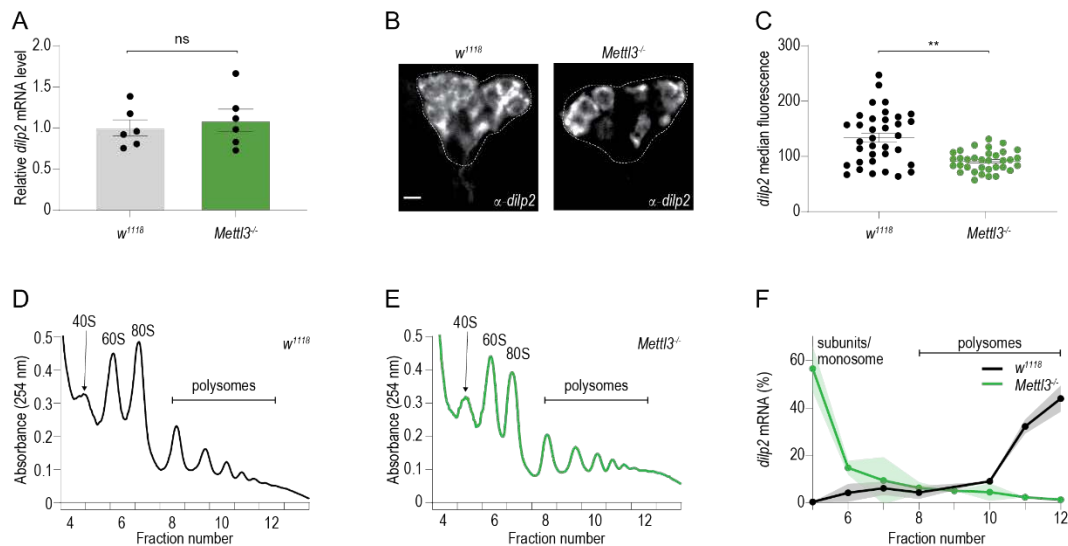 A
ns
2.0
1.5
1.0
0.5
0.0
Relative dilp2 mRNA level
w1118
Mettl3-/-
B
w1118
Mettl3-/-
α-dilp2
α-dilp2
C
**
300
200
100
0
dilp2 median fluorescence
w1118
Mettl3-/-
D
40S
60S
80S
w1118
0.5
0.4
0.3
0.2
0.1
0
polysomes
Absorbance (254 nm)
4 6 8 10 12
Fraction number
E
40S
60S
80S
Mettl3-/-
0.5
0.4
0.3
0.2
0.1
0
polysomes
Absorbance (254 nm)
4 6 8 10 12
Fraction number
F
subunits/
monosome
polysomes
w1118
Mettl3-/-
60
40
20
0
dilp2 mRNA (%)
6 8 10 12
Fraction number